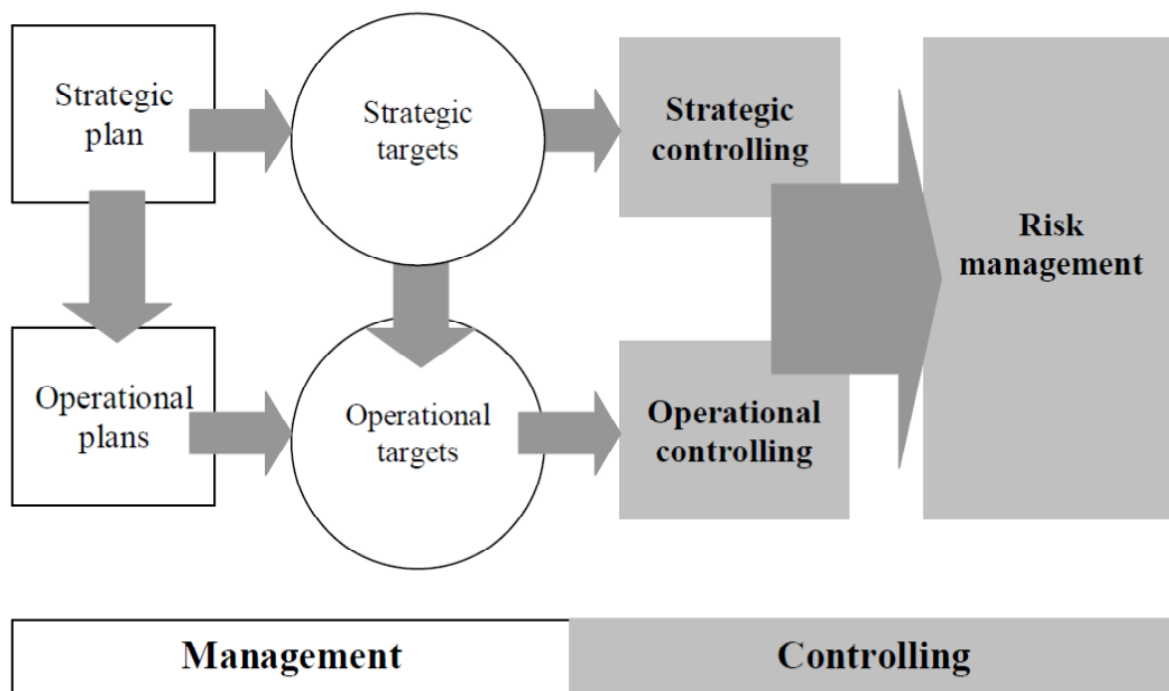 Strategic
plan
Strategic
targets
Strategic
controlling
Risk
management
Operational
plans
Operational
targets
Operational
controlling
Management
Controlling